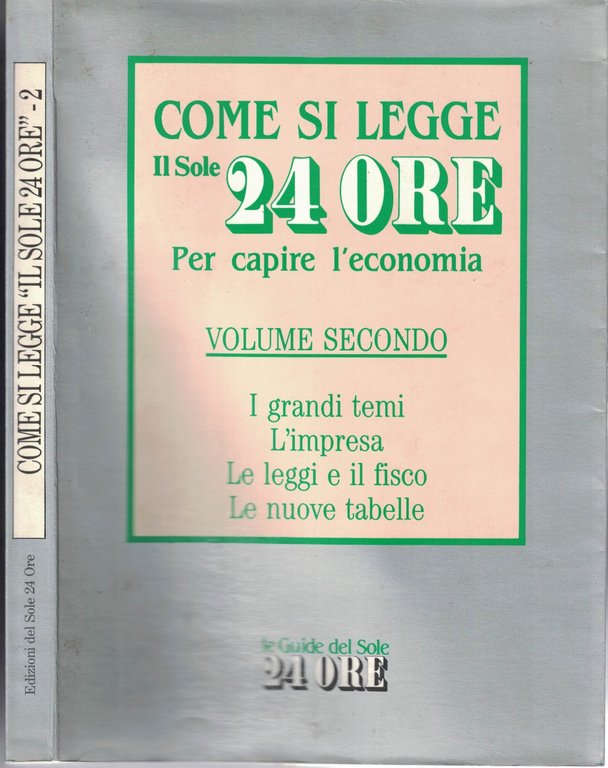 COME SI LEGGE "IL SOLE 24 ORE" - 2
Edizioni del Sole 24 Ore
COME SI LEGGE
Il Sole 24 ORE
Per capire l'economia
VOLUME SECONDO
I grandi temi
L'impresa
Le leggi e il fisco
Le nuove tabelle
le Guide del Sole
24 ORE